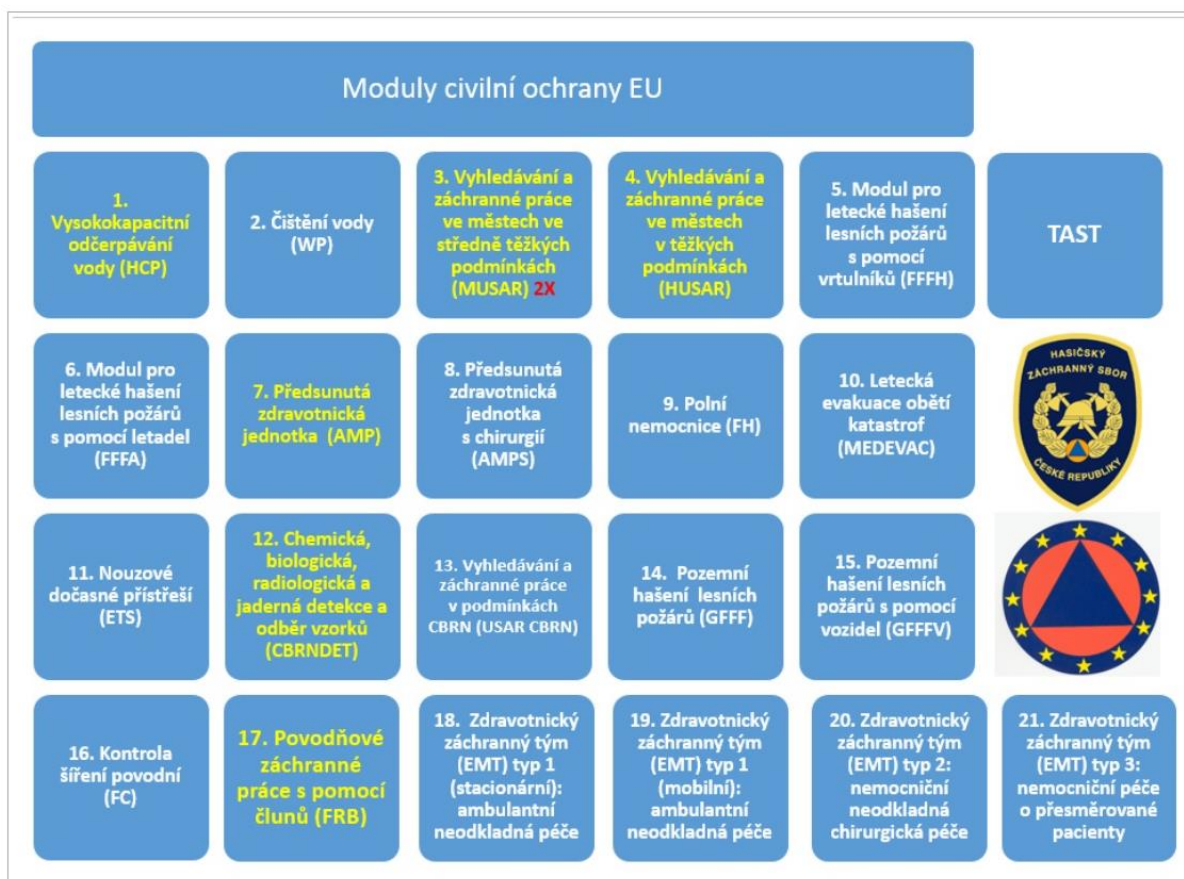 Moduly civilní ochrany EU
1.
Vysokokapacitní
odčerpávání
vody (HCP)
2. Čištění vody
(WP)
3. Vyhledávání a
záchranné práce
ve městech ve
středně těžkých
podmínkách
(MUSAR) 2X
4. Vyhledávání a
záchranné práce
ve městech
v těžkých
podmínkách
(HUSAR)
5. Modul pro
letecké hašení
lesních požárů
s pomocí
vrtulníků (FFFH)
TAST
6. Modul pro
letecké hašení
lesních požárů
s pomocí letadel
(FFFA)
7. Předsunutá
zdravotnická
jednotka (AMP)
8. Předsunutá
zdravotnická
jednotka
s chirurgií
(AMPS)
9. Polní
nemocnice (FH)
10. Letecká
evakuace obětí
katastrof
(MEDEVAC)
HASIČSKÝ
ZÁCHRANNÝ SBOR
ČESKÉ REPUBLIKY
11. Nouzové
dočasné přístřeší
(ETS)
12. Chemická,
biologická,
radiologická a
jaderná detekce a
odběr vzorků
(CBRNDET)
13. Vyhledávání a
záchranné práce
v podmínkách
CBRN (USAR CBRN)
14. Pozemní
hašení lesních
požárů (GFFF)
15. Pozemní
hašení lesních
požárů s pomocí
vozidel (GFFFV)
16. Kontrola
šíření povodní
(FC)
17. Povodňové
záchranné
práce s pomocí
člunů (FRB)
18. Zdravotnický
záchranný tým
(EMT) typ 1
(stacionární):
ambulantní
neodkladná péče
19. Zdravotnický
záchranný tým
(EMT) typ 1
(mobilní):
ambulantní
neodkladná péče
20. Zdravotnický
záchranný tým
(EMT) typ 2:
nemocniční
neodkladná
chirurgická péče
21. Zdravotnický
záchranný tým
(EMT) typ 3:
nemocniční péče
o přesměrované
pacienty